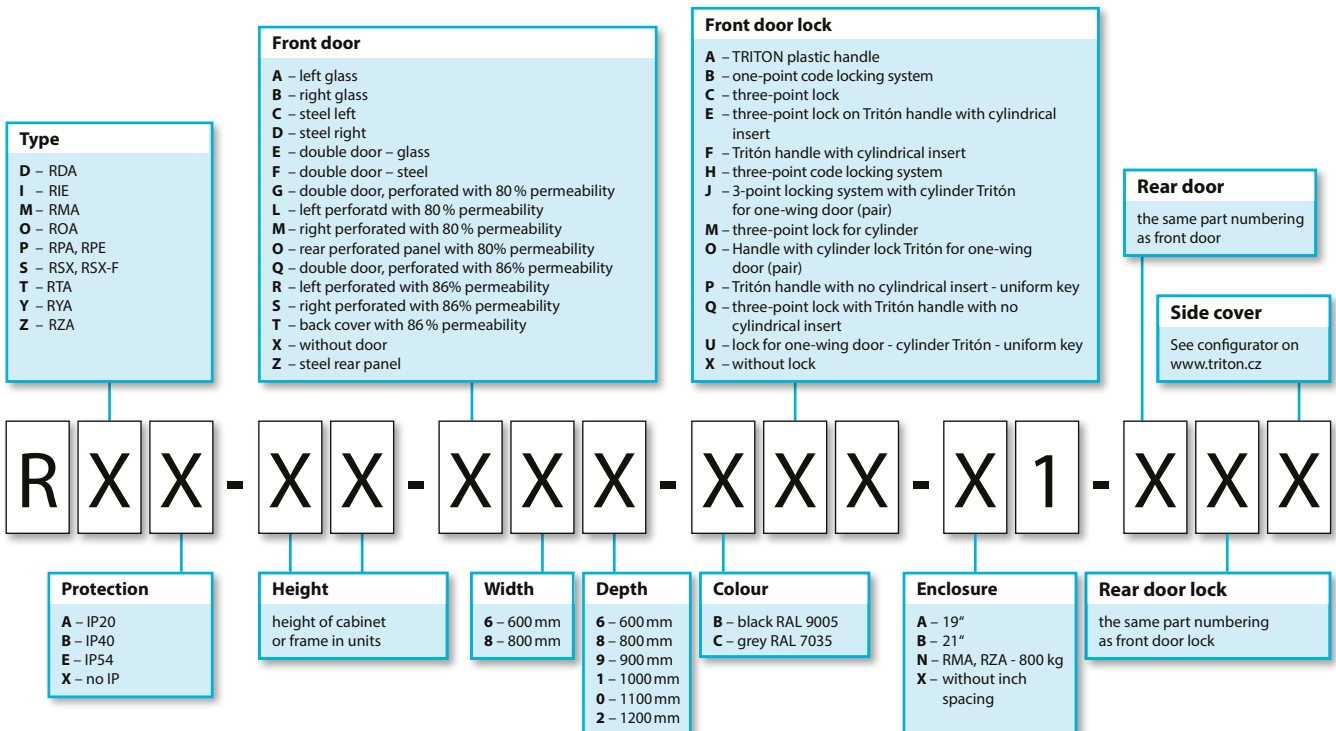 Type
D – RDA
I – RIE
M – RMA
O – ROA
P – RPA, RPE
S – RSX, RSX-F
T – RTA
Y – RYA
Z – RZA
Front door
A – left glass
B – right glass
C – steel left
D – steel right
E – double door – glass
F – double door – steel
G – double door, perforated with 80 % permeability
L – left perforatd with 80 % permeability
M – right perforated with 80 % permeability
O – rear perforated panel with 80% permeability
Q – double door, perforated with 86% permeability
R – left perforated with 86% permeability
S – right perforated with 86% permeability
T – back cover with 86 % permeability
X – without door
Z – steel rear panel
Front door lock
A – TRITON plastic handle
B – one-point code locking system
C – three-point lock
E – three-point lock on Tritón handle with cylindrical
insert
F – Tritón handle with cylindrical insert
H – three-point code locking system
J – 3-point locking system with cylinder Tritón
for one-wing door (pair)
M – three-point lock for cylinder
O – Handle with cylinder lock Tritón for one-wing
door (pair)
P – Tritón handle with no cylindrical insert - uniform key
Q – three-point lock with Tritón handle with no
cylindrical insert
U – lock for one-wing door - cylinder Tritón - uniform key
X – without lock
Rear door
the same part numbering
as front door
Side cover
See configurator on
www.triton.cz
R X X - X X - X X X - X X X - X 1 - X X X
Protection
A – IP20
B – IP40
E – IP54
X – no IP
Height
height of cabinet
or frame in units
Width
6 – 600 mm
8 – 800 mm
Depth
6 – 600 mm
8 – 800 mm
9 – 900 mm
1 – 1000 mm
0 – 1100 mm
2 – 1200 mm
Colour
B – black RAL 9005
C – grey RAL 7035
Enclosure
A – 19“
B – 21“
N – RMA, RZA - 800 kg
X – without inch
spacing
Rear door lock
the same part numbering
as front door lock